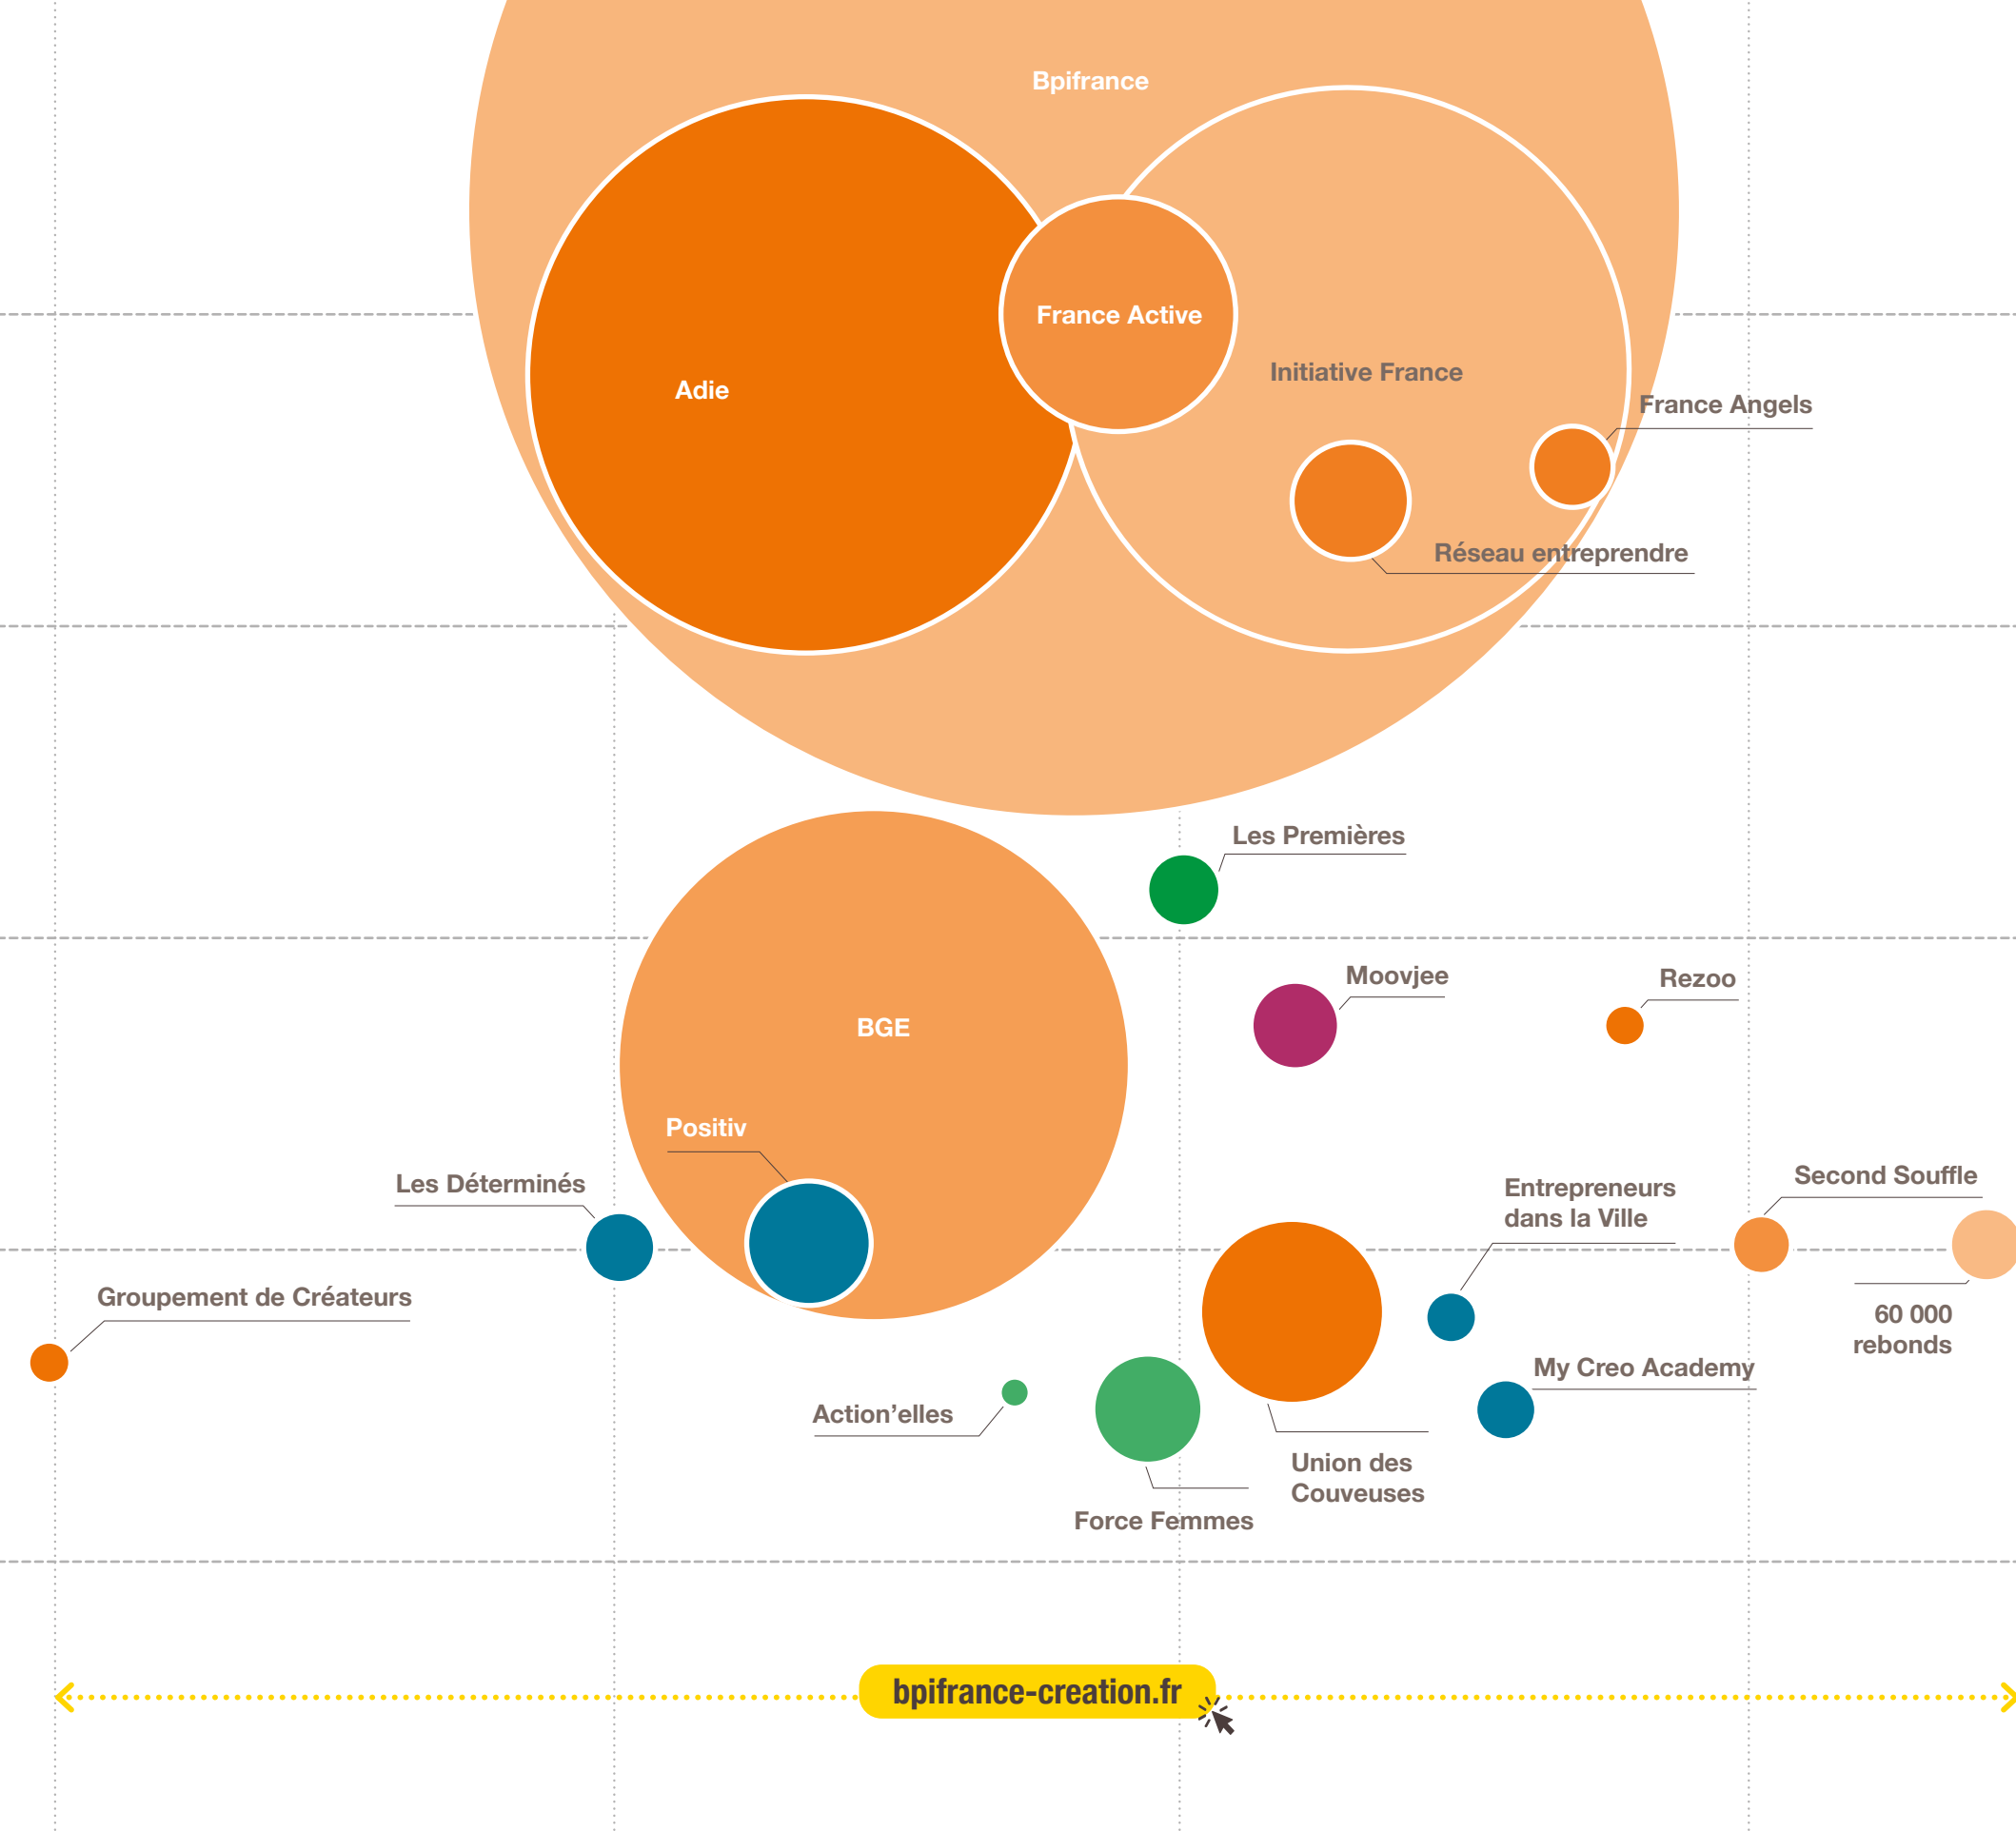 Bpifrance
France Active
Initiative France
Adie
France Angels
Réseau entreprendre
Les Premières
Moovjee
Rezoo
BGE
Positiv
Les Déterminés
Entrepreneurs
dans la Ville
Second Souffle
Groupement de Créateurs
60 000
rebonds
My Creo Academy
Action’elles
Union des
Couveuses
Force Femmes
bpifrance-creation.fr